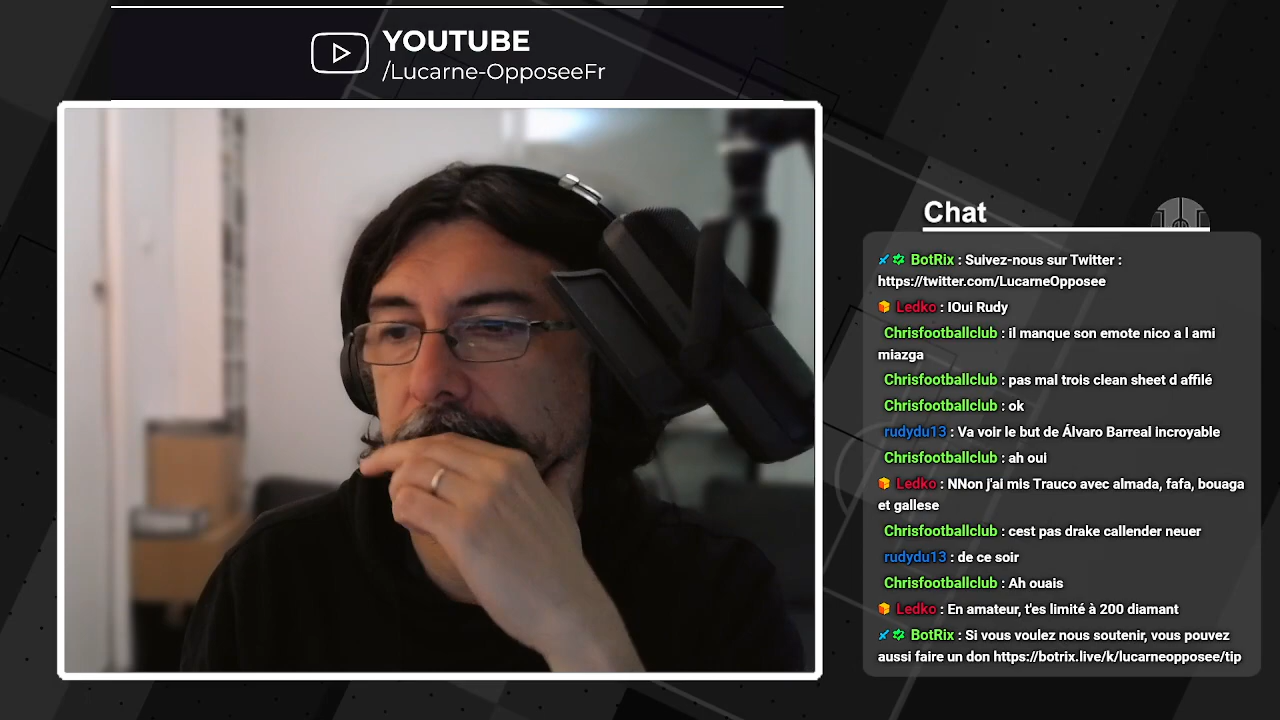 YOUTUBE
/Lucarne-OpposeeFr
Chat
BotRix : Suivez-nous sur Twitter :
https://twitter.com/LucarneOpposee
Ledko : lOui Rudy
Chrisfootballclub : il manque son emote nico a l ami
miazga
Chrisfootballclub : pas mal trois clean sheet d affilé
Chrisfootballclub : ok
rudydu13 : Va voir le but de Álvaro Barreal incroyable
Chrisfootballclub : ah oui
Ledko : NNon j'ai mis Trauco avec almada, fafa, bouaga
et gallese
Chrisfootballclub : cest pas drake callender neuer
rudydu13 : de ce soir
Chrisfootballclub : Ah ouais
Ledko : En amateur, t'es limité à 200 diamant
BotRix : Si vous voulez nous soutenir, vous pouvez
aussi faire un don https://botrix.live/k/lucarneopposee/tip